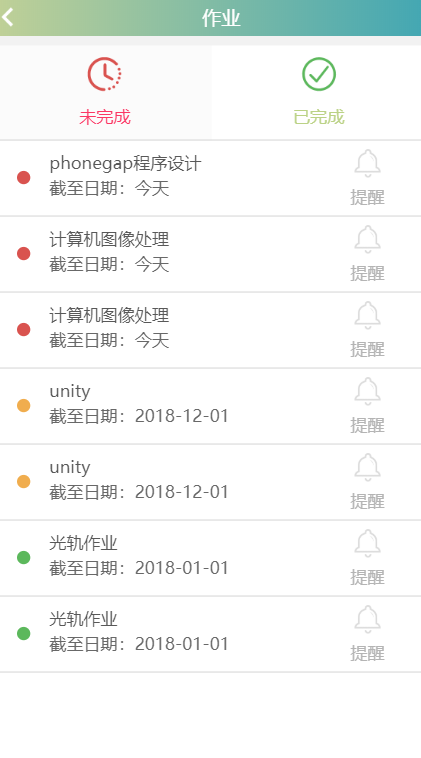 作业
未完成
已完成
phonegap程序设计
截至日期：今天
提醒
计算机图像处理
截至日期：今天
提醒
计算机图像处理
截至日期：今天
提醒
unity
截至日期：2018-12-01
提醒
unity
截至日期：2018-12-01
提醒
光轨作业
截至日期：2018-01-01
提醒
光轨作业
截至日期：2018-01-01
提醒